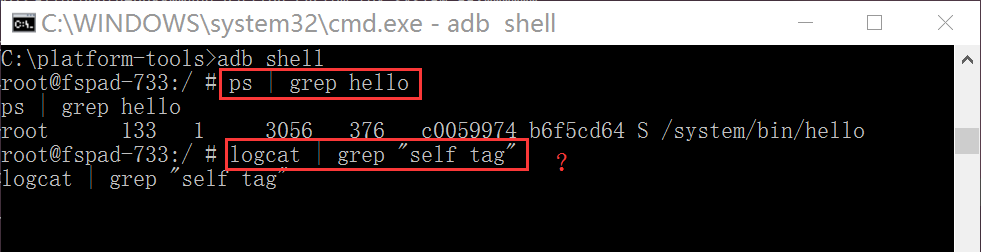 C:\WINDOWS\system32\cmd.exe - adb  shell
C:\platform-tools>adb shell
root@fspad-733:/ # ps | grep hello
ps | grep hello
root      133   1     3056   376   c0059974 b6f5cd64 S /system/bin/hello
root@fspad-733:/ # logcat | grep "self tag" ?
logcat | grep "self tag"